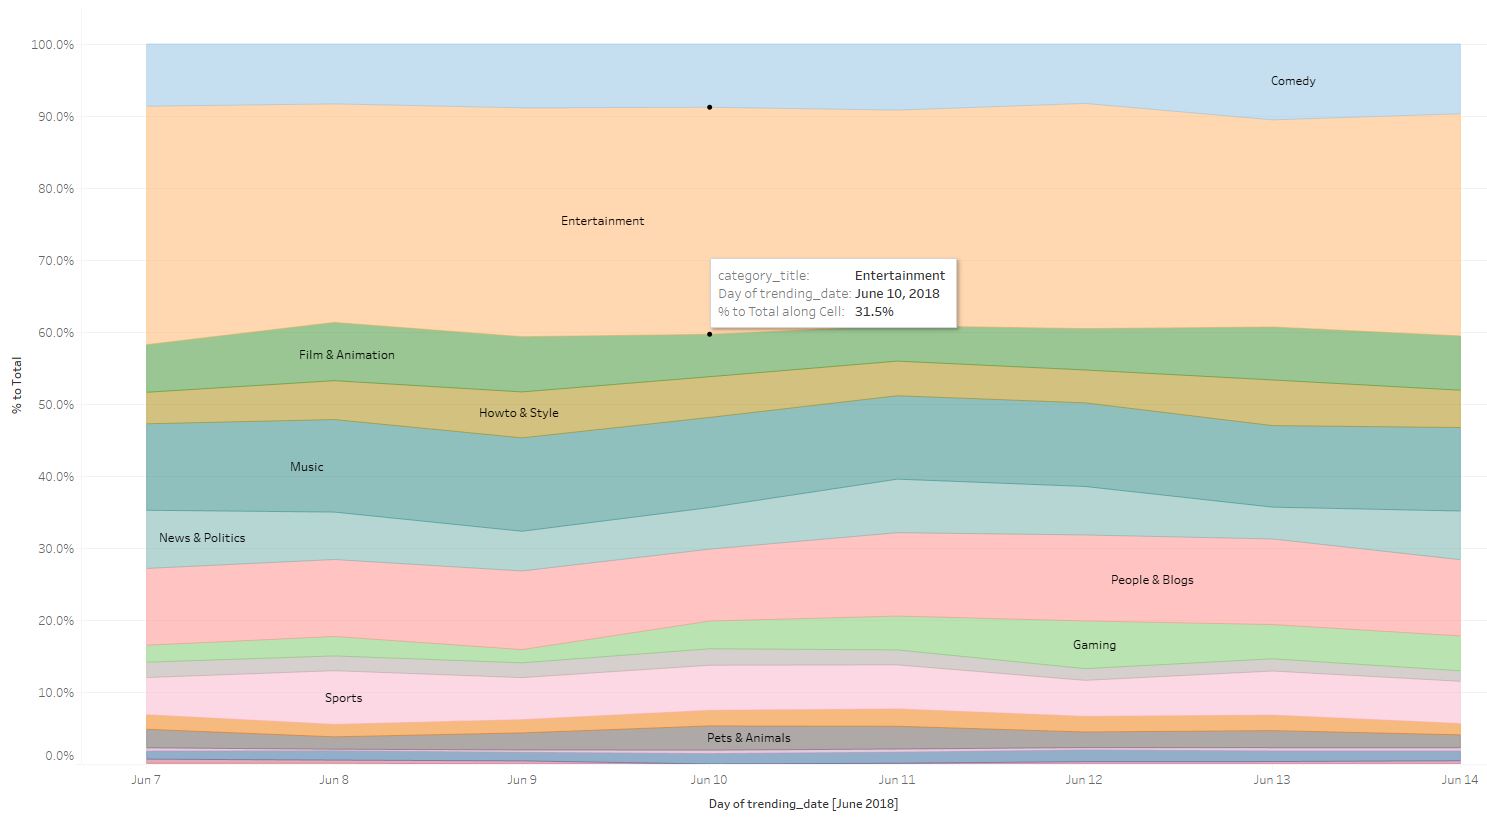 100.0%
Comedy
90.0%
80.0%
Entertainment
70.0%
category_title: Entertainment
Day of trending_date: June 10, 2018
% to Total along Cell: 31.5%
60.0%
Film & Animation
50.0%
Howto & Style
% to Total
Music
40.0%
News & Politics
30.0%
People & Blogs
20.0%
Gaming
10.0%
Sports
Pets & Animals
0.0%
Jun 7 Jun 8 Jun 9 Jun 10 Jun 11 Jun 12 Jun 13 Jun 14
Day of trending_date [June 2018]